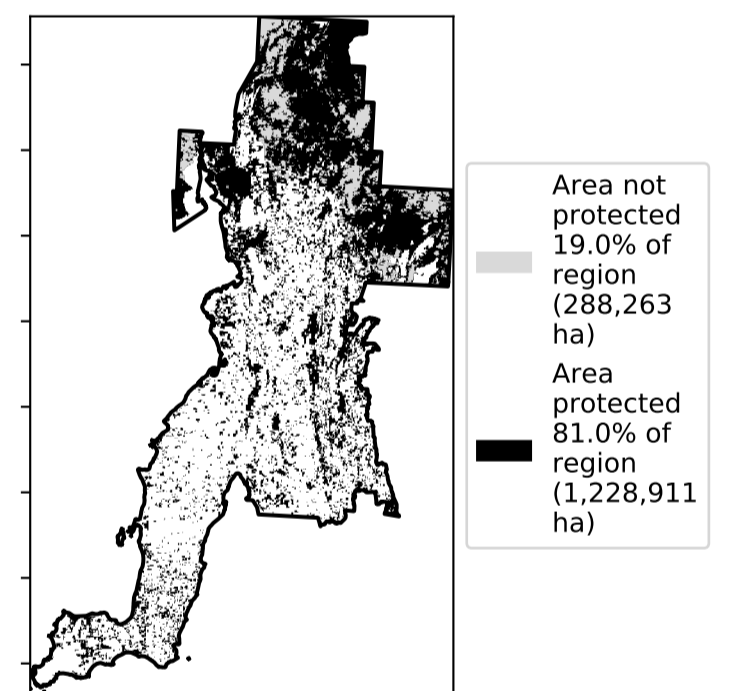 Area not
protected
19.0% of
region
(288,263
ha)
Area
protected
81.0% of
region
(1,228,911
ha)